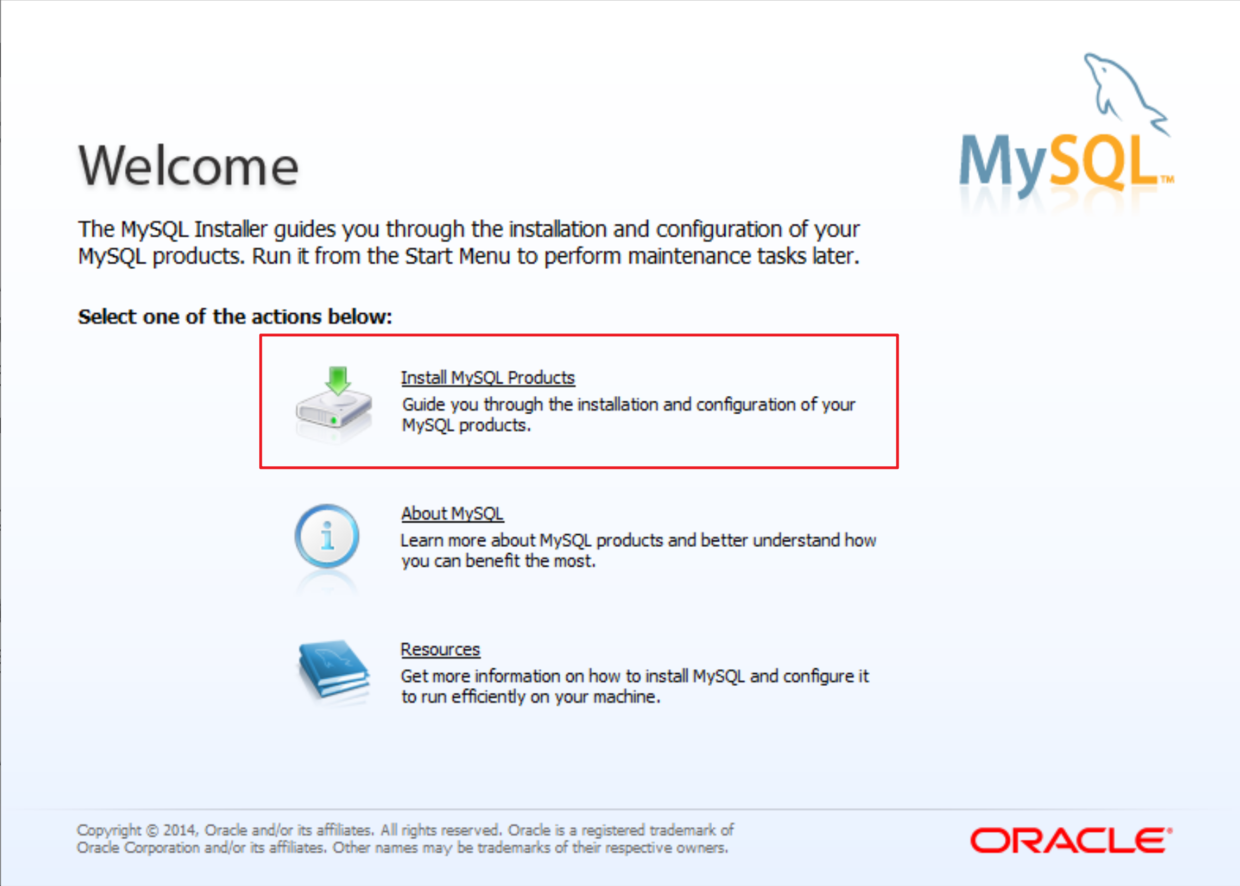 MySQL™
Welcome
The MySQL Installer guides you through the installation and configuration of your
MySQL products. Run it from the Start Menu to perform maintenance tasks later.
Select one of the actions below:
Install MySQL Products
Guide you through the installation and configuration of your
MySQL products.
About MySQL
Learn more about MySQL products and better understand how
you can benefit the most.
Resources
Get more information on how to install MySQL and configure it
to run efficiently on your machine.
Copyright © 2014, Oracle and/or its affiliates. All rights reserved. Oracle is a registered trademark of
Oracle Corporation and/or its affiliates. Other names may be trademarks of their respective owners.
ORACLE®